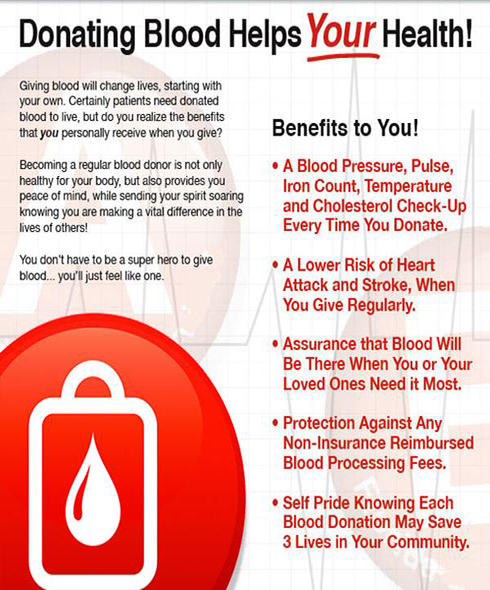 Donating Blood Helps Your Health!
Giving blood will change lives, starting with
your own. Certainly patients need donated
blood to live, but do you realize the benefits
that you personally receive when you give?
Becoming a regular blood donor is not only
healthy for your body, but also provides you
peace of mind, while sending your spirit soaring
knowing you are making a vital difference in the
lives of others!
You don't have to be a super hero to give
blood... you'll just feel like one.
Benefits to You!
• A Blood Pressure, Pulse,
Iron Count, Temperature
and Cholesterol Check-Up
Every Time You Donate.
• A Lower Risk of Heart
Attack and Stroke, When
You Give Regularly.
• Assurance that Blood Will
Be There When You or Your
Loved Ones Need it Most.
• Protection Against Any
Non-Insurance Reimbursed
Blood Processing Fees.
• Self Pride Knowing Each
Blood Donation May Save
3 Lives in Your Community.